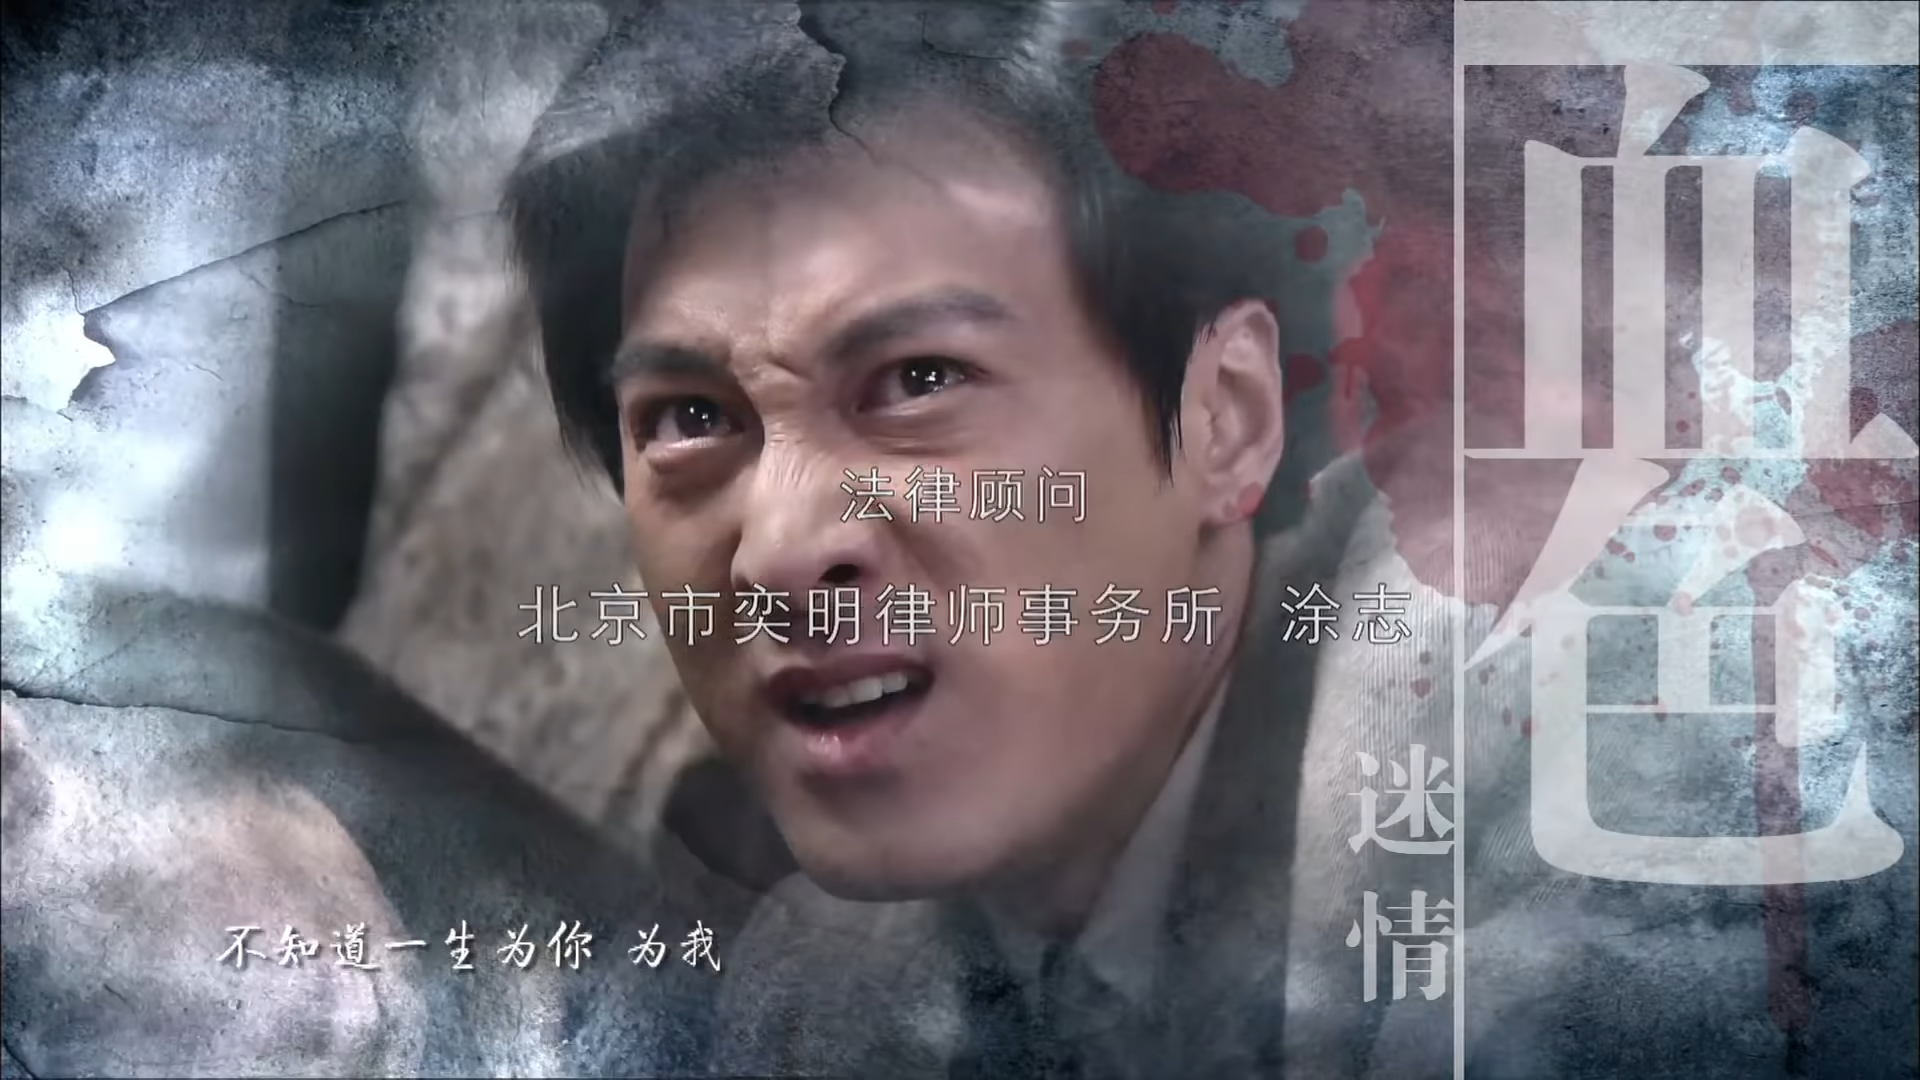 法律顾问
北京市奕明律师事务所 涂志
不知道一生为你 为我
血色
迷情